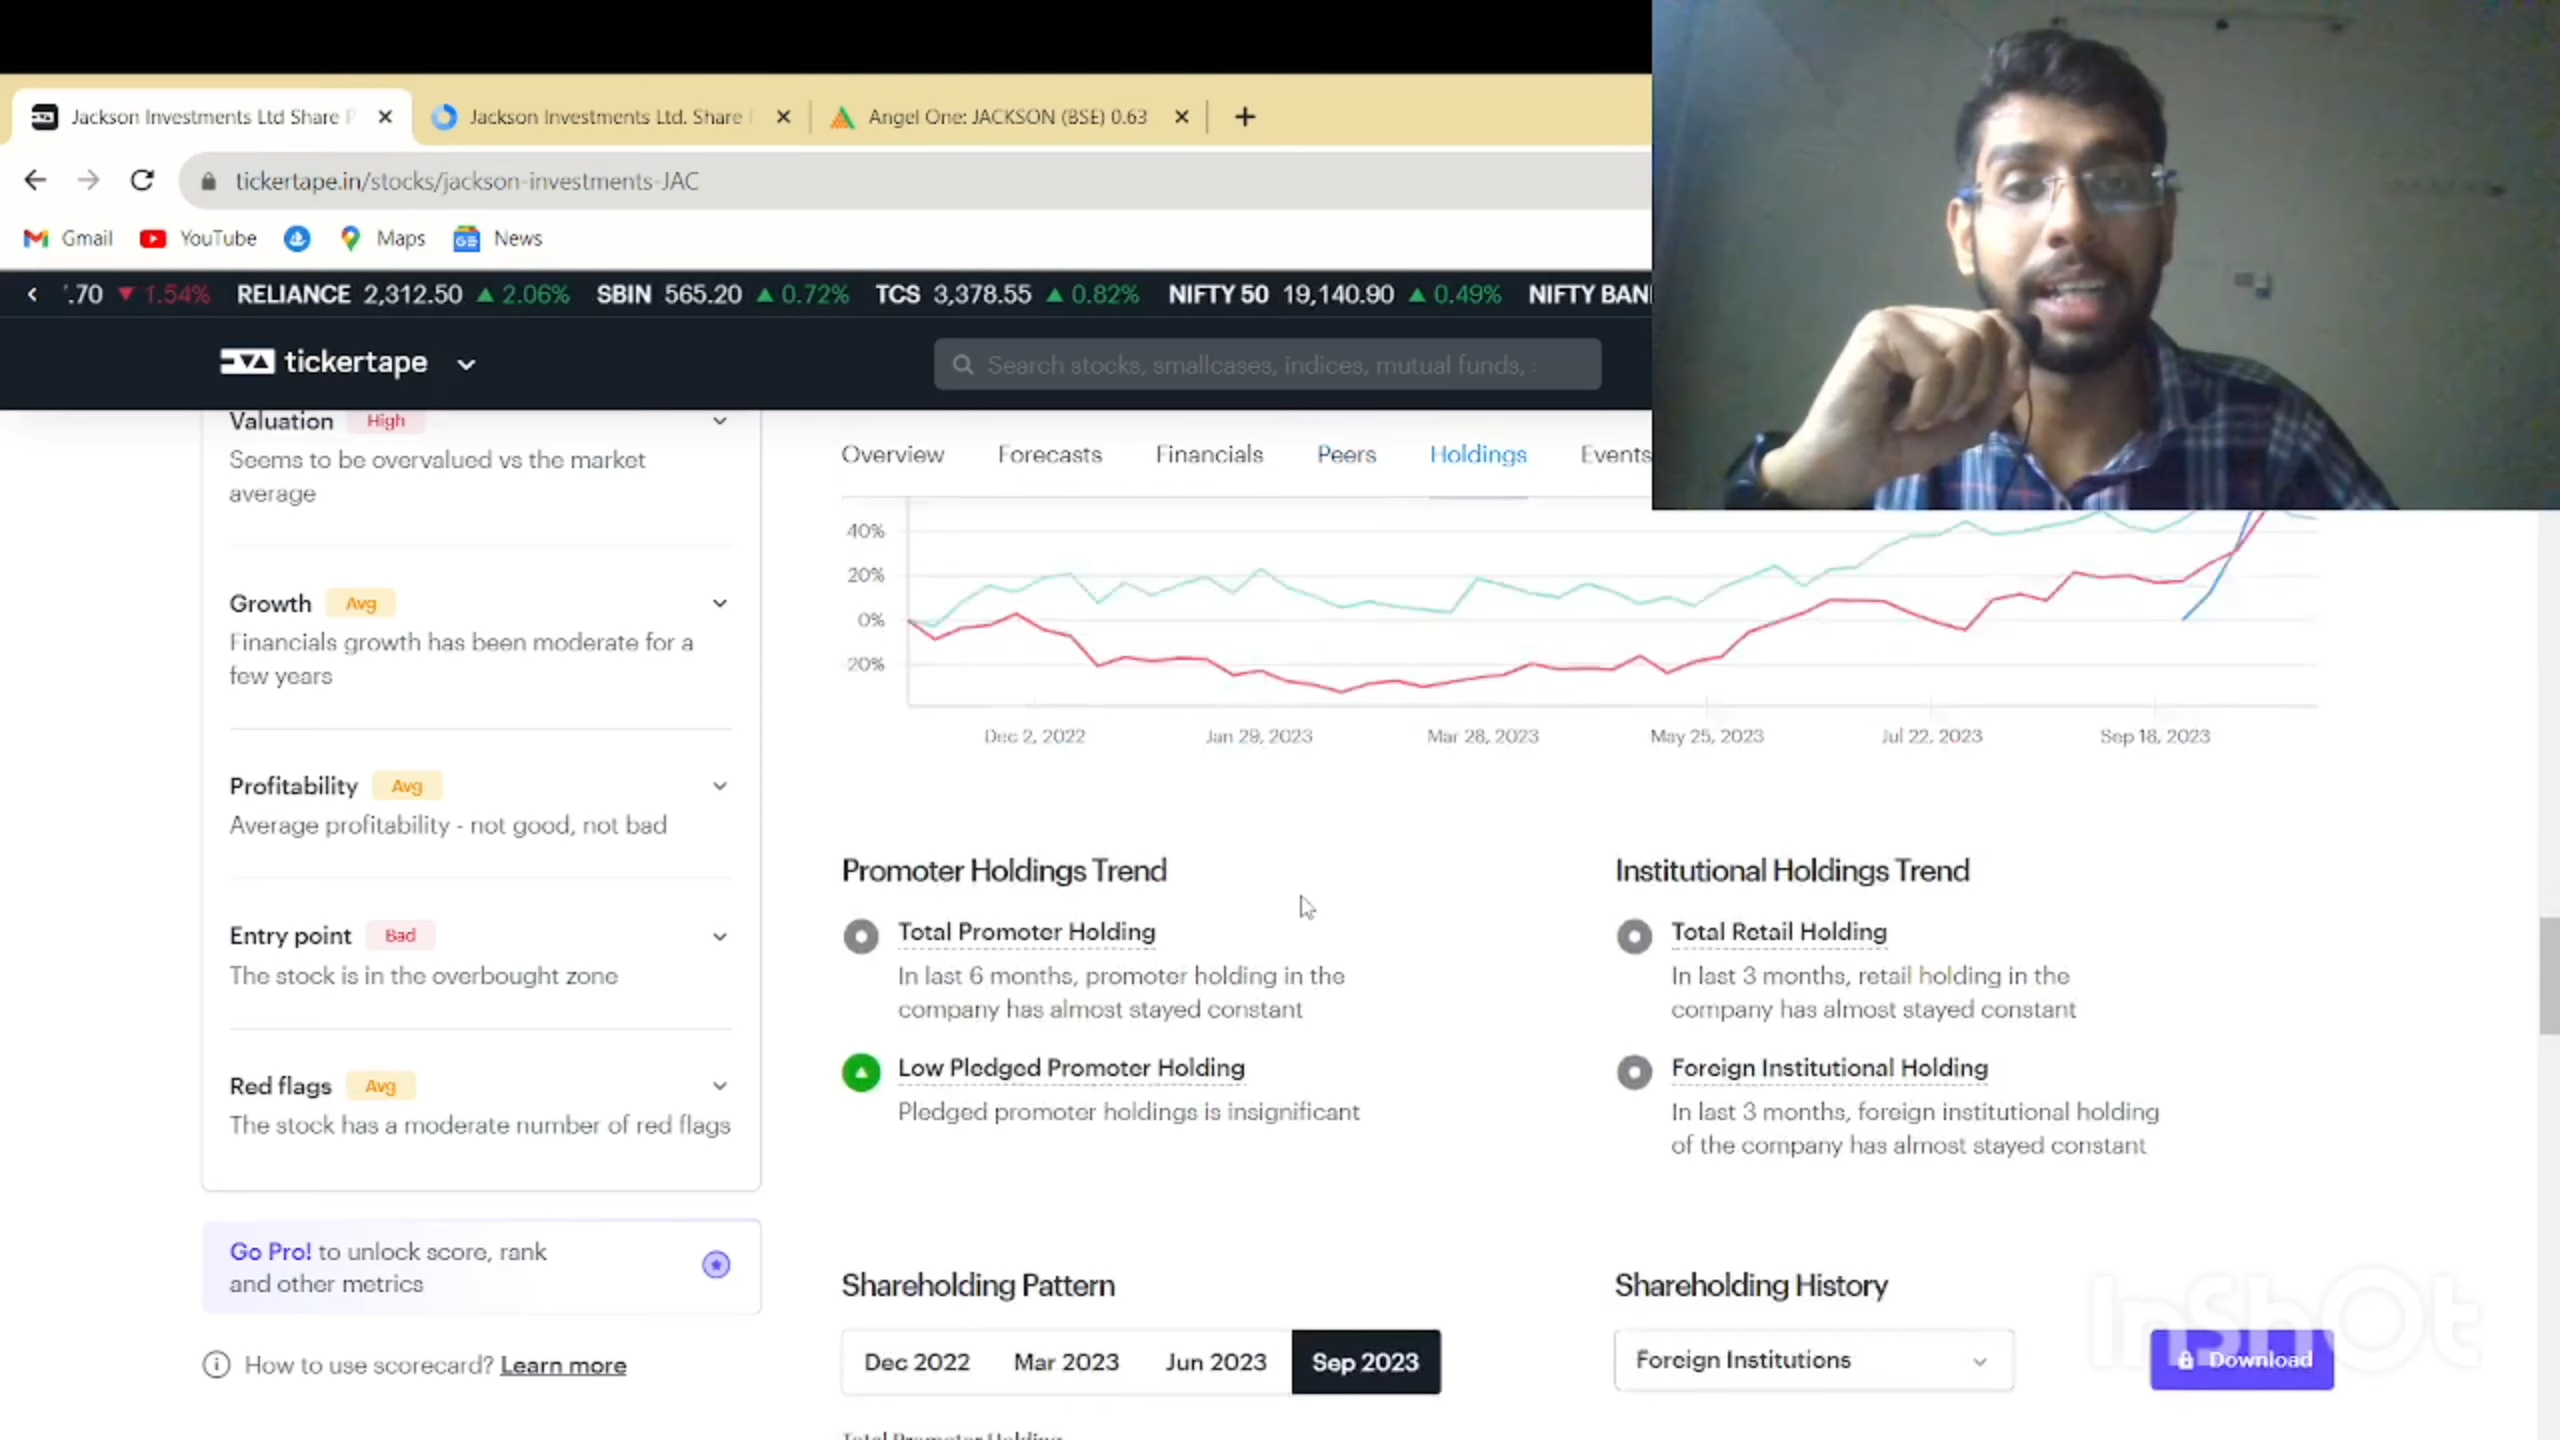 Jackson Investments Ltd Share P
Jackson Investments Ltd. Share
Angel One: JACKSON (BSE) 0.63
tickertape.in/stocks/jackson-investments-JAC
Gmail
YouTube
Maps
News
.70 ▼ 1.54% RELIANCE 2,312.50 ▲ 2.06% SBIN 565.20 ▲ 0.72% TCS 3,378.55 ▲ 0.82% NIFTY 50 19,140.90 ▲ 0.49% NIFTY BAN
tickertape
Search stocks, smallcases, indices, mutual funds,
Valuation High
Seems to be overvalued vs the market
average
Growth Avg
Financials growth has been moderate for a
few years
Profitability Avg
Average profitability - not good, not bad
Entry point Bad
The stock is in the overbought zone
Red flags Avg
The stock has a moderate number of red flags
Go Pro! to unlock score, rank
and other metrics
How to use scorecard? Learn more
Overview Forecasts Financials Peers Holdings Events
40%
20%
0%
-20%
Dec 2, 2022 Jan 29, 2023 Mar 28, 2023 May 25, 2023 Jul 22, 2023 Sep 18, 2023
Promoter Holdings Trend
Total Promoter Holding
In last 6 months, promoter holding in the
company has almost stayed constant
Low Pledged Promoter Holding
Pledged promoter holdings is insignificant
Institutional Holdings Trend
Total Retail Holding
In last 3 months, retail holding in the
company has almost stayed constant
Foreign Institutional Holding
In last 3 months, foreign institutional holding
of the company has almost stayed constant
Shareholding Pattern
Dec 2022 Mar 2023 Jun 2023 Sep 2023
Total Promoter Holding
Shareholding History
Foreign Institutions
Download
InShOt